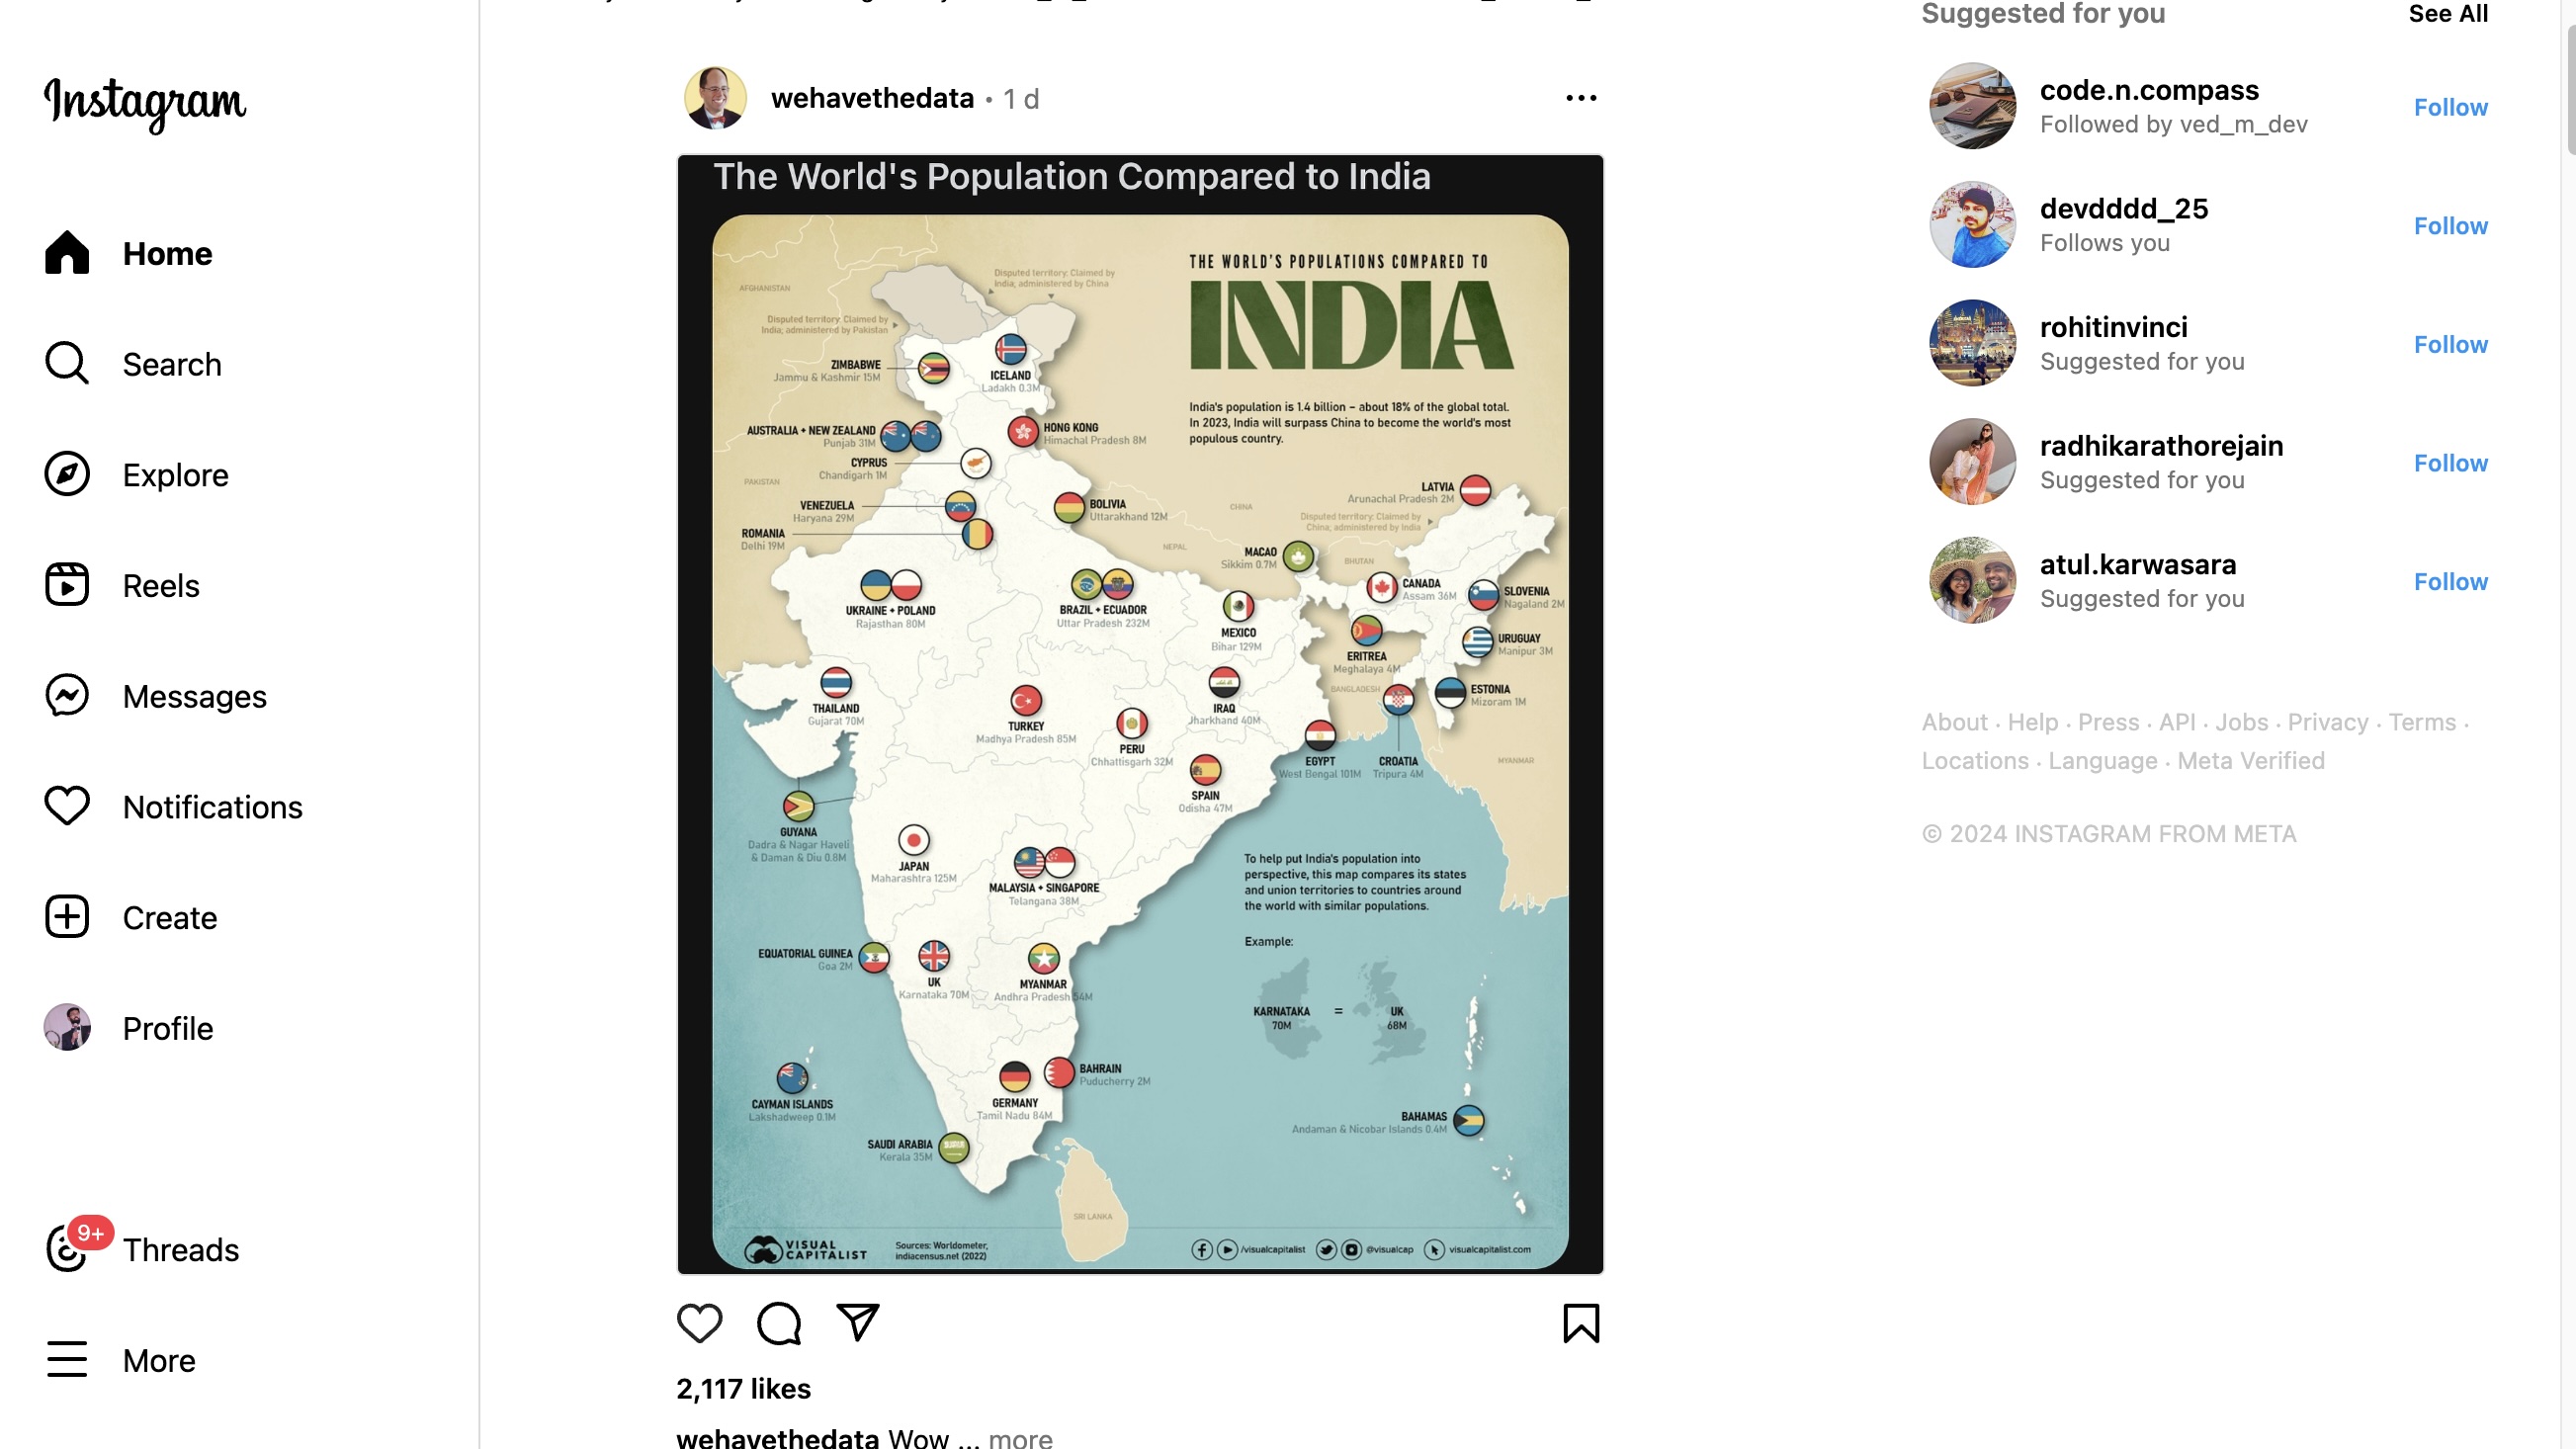 Instagram
Home
Search
Explore
Reels
Messages
Notifications
Create
Profile
9+
Threads
More
wehavethedata • 1 d
The World's Population Compared to India
THE WORLD'S POPULATIONS COMPARED TO
INDIA
India's population is 1.4 billion – about 18% of the global total.
In 2023, India will surpass China to become the world's most
populous country.
AFGHANISTAN
Disputed territory: Claimed by
India; administered by China
Disputed territory: Claimed by
India; administered by Pakistan
ZIMBABWE
Jammu & Kashmir 15M
ICELAND
Ladakh 0.3M
AUSTRALIA + NEW ZEALAND
Punjab 31M
HONG KONG
Himachal Pradesh 8M
CYPRUS
Chandigarh 1M
PAKISTAN
VENEZUELA
Haryana 29M
BOLIVIA
Uttarakhand 12M
ROMANIA
Delhi 19M
CHINA
NEPAL
LATVIA
Arunachal Pradesh 2M
Disputed territory: Claimed by
China; administered by India
MACAO
Sikkim 0.7M
BHUTAN
CANADA
Assam 36M
SLOVENIA
Nagaland 2M
UKRAINE + POLAND
Rajasthan 80M
BRAZIL + ECUADOR
Uttar Pradesh 232M
MEXICO
Bihar 129M
ERITREA
Meghalaya 4M
URUGUAY
Manipur 3M
BANGLADESH
ESTONIA
Mizoram 1M
THAILAND
Gujarat 70M
TURKEY
Madhya Pradesh 85M
PERU
Chhattisgarh 32M
IRAQ
Jharkhand 40M
EGYPT
West Bengal 101M
CROATIA
Tripura 4M
MYANMAR
SPAIN
Odisha 47M
GUYANA
Dadra & Nagar Haveli
& Daman & Diu 0.8M
JAPAN
Maharashtra 125M
MALAYSIA + SINGAPORE
Telangana 38M
To help put India's population into
perspective, this map compares its states
and union territories to countries around
the world with similar populations.
Example:
KARNATAKA
70M
=
UK
68M
EQUATORIAL GUINEA
Goa 2M
UK
Karnataka 70M
MYANMAR
Andhra Pradesh 54M
CAYMAN ISLANDS
Lakshadweep 0.1M
GERMANY
Tamil Nadu 84M
BAHRAIN
Puducherry 2M
BAHAMAS
Andaman & Nicobar Islands 0.4M
SAUDI ARABIA
Kerala 35M
SRI LANKA
VISUAL
CAPITALIST
Sources: Worldometer,
indiacensus.net (2022)
/visualcapitalist
@visualcap
visualcapitalist.com
2,117 likes
wehavethedata Wow ... more
Suggested for you
See All
code.n.compass
Followed by ved_m_dev
Follow
devdddd_25
Follows you
Follow
rohitinvinci
Suggested for you
Follow
radhikarathorejain
Suggested for you
Follow
atul.karwasara
Suggested for you
Follow
About · Help · Press · API · Jobs · Privacy · Terms ·
Locations · Language · Meta Verified
© 2024 INSTAGRAM FROM META